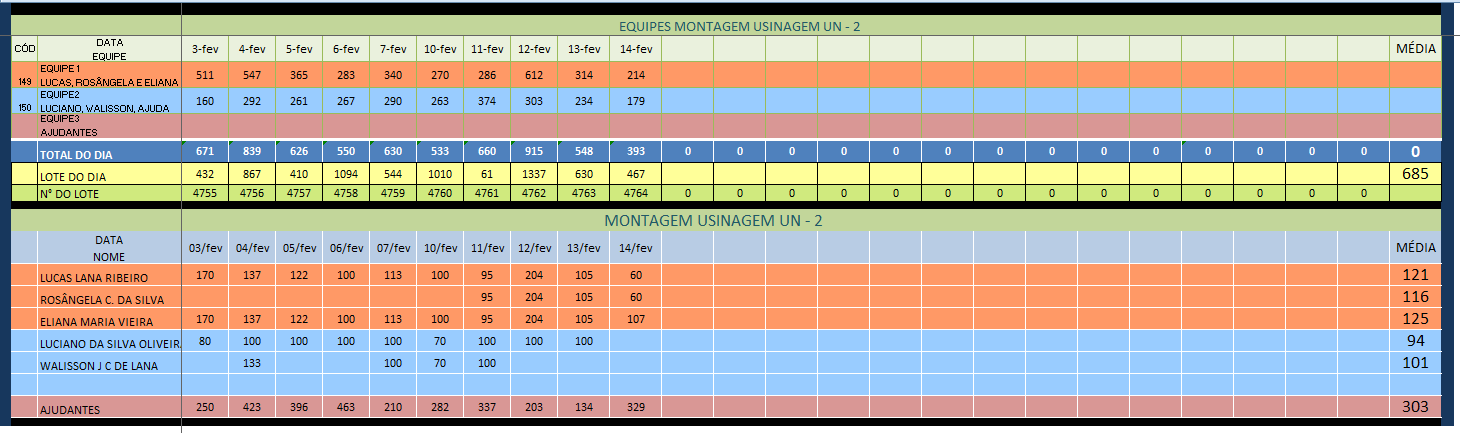 EQUIPES MONTAGEM USINAGEM UN - 2
CÓD DATA EQUIPE 3-fev 4-fev 5-fev 6-fev 7-fev 10-fev 11-fev 12-fev 13-fev 14-fev MÉDIA
149 EQUIPE 1 LUCAS, ROSÂNGELA E ELIANA 511 547 365 283 340 270 286 612 314 214
150 EQUIPE2 LUCIANO, WALISSON, AJUDA 160 292 261 267 290 263 374 303 234 179
EQUIPE3 AJUDANTES
TOTAL DO DIA 671 839 626 550 630 533 660 915 548 393 0 0 0 0 0 0 0 0 0 0 0 0 0 0 0
LOTE DO DIA 432 867 410 1094 544 1010 61 1337 630 467 685
Nº DO LOTE 4755 4756 4757 4758 4759 4760 4761 4762 4763 4764 0 0 0 0 0 0 0 0 0 0 0 0 0 0
MONTAGEM USINAGEM UN - 2
DATA NOME 03/fev 04/fev 05/fev 06/fev 07/fev 10/fev 11/fev 12/fev 13/fev 14/fev MÉDIA
LUCAS LANA RIBEIRO 170 137 122 100 113 100 95 204 105 60 121
ROSÂNGELA C. DA SILVA 95 204 105 60 116
ELIANA MARIA VIEIRA 170 137 122 100 113 100 95 204 105 107 125
LUCIANO DA SILVA OLIVEIR 80 100 100 100 100 70 100 100 100 94
WALISSON J C DE LANA 133 100 70 100 101
AJUDANTES 250 423 396 463 210 282 337 203 134 329 303